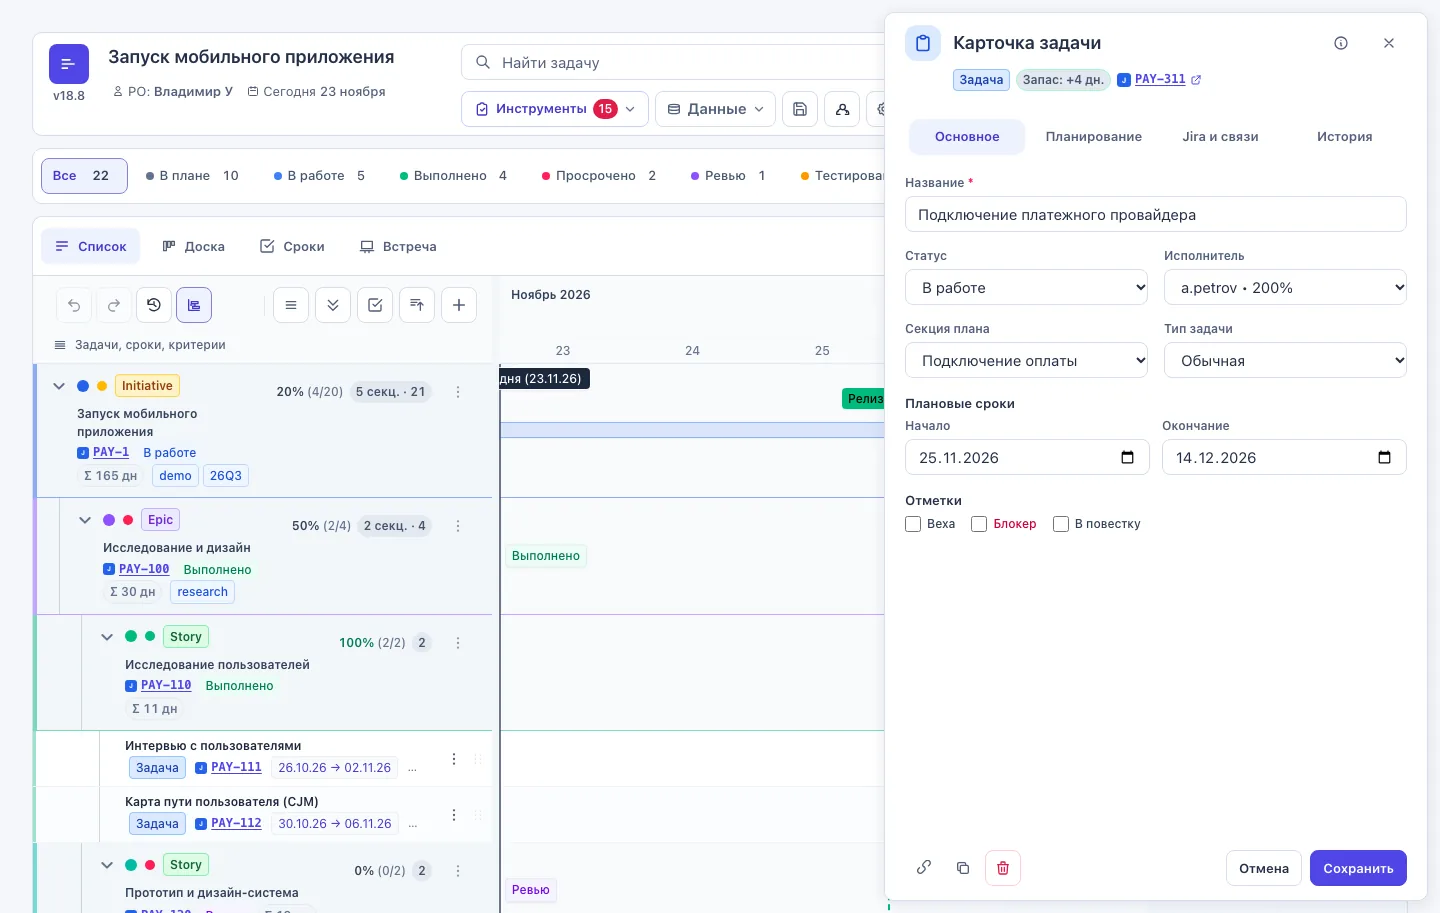 Запуск мобильного приложения
v18.8
PO: Владимир У
Сегодня 23 ноября
Найти задачу
Инструменты 15
Данные
Все 22
В плане 10
В работе 5
Выполнено 4
Просрочено 2
Ревью 1
Список
Доска
Сроки
Встреча
Задачи, сроки, критерии
Ноябрь 2026
23 24 25
дня (23.11.26)
Релиз
Initiative
20% (4/20) 5 секц. · 21
Запуск мобильного
приложения
PAY-1 В работе
Σ 165 дн demo 26Q3
Epic
50% (2/4) 2 секц. · 4
Исследование и дизайн
PAY-100 Выполнено
Σ 30 дн research
Выполнено
Story
100% (2/2) 2
Исследование пользователей
PAY-110 Выполнено
Σ 11 дн
Интервью с пользователями
Задача PAY-111 26.10.26 → 02.11.26 ...
Карта пути пользователя (CJM)
Задача PAY-112 30.10.26 → 06.11.26 ...
Story
0% (0/2) 2
Прототип и дизайн-система
Ревью
Карточка задачи
Задача Запас: +4 дн. PAY-311
Основное
Планирование
Jira и связи
История
Название *
Подключение платежного провайдера
Статус
В работе
Исполнитель
a.petrov • 200%
Секция плана
Подключение оплаты
Тип задачи
Обычная
Плановые сроки
Начало
25.11.2026
Окончание
14.12.2026
Отметки
Веха Блокер В повестку
Отмена
Сохранить